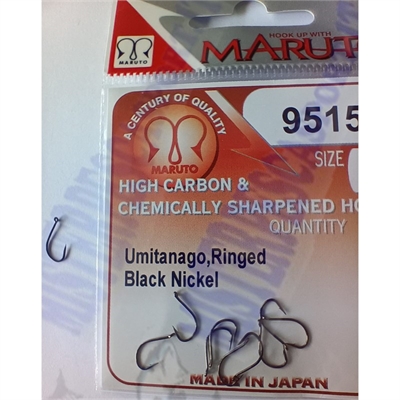 HOOK UP WITH
MARUTO
MARUTO
A CENTURY OF QUALITY
MARUTO
9515
SIZE
HIGH CARBON &
CHEMICALLY SHARPENED HO
QUANTITY
Umitanago,Ringed
Black Nickel
MADE IN JAPAN